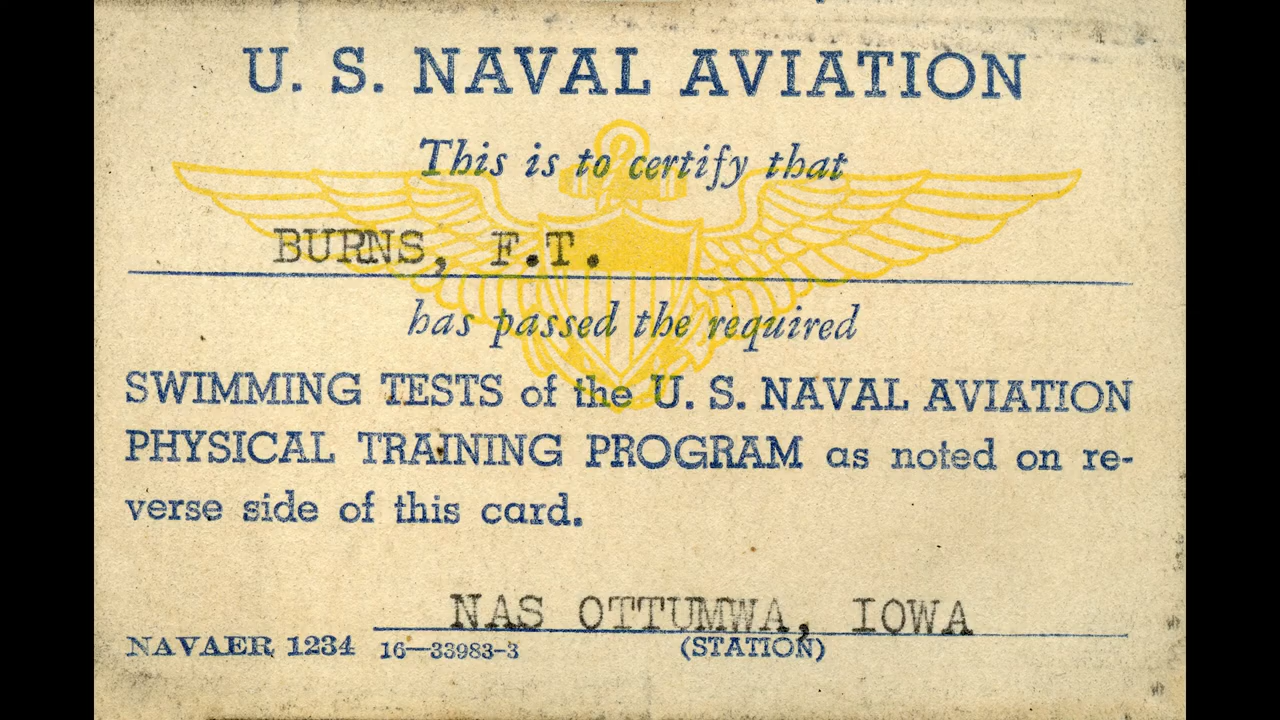 U. S. NAVAL AVIATION
This is to certify that
BURNS, F.T.
has passed the required
SWIMMING TESTS of the U. S. NAVAL AVIATION
PHYSICAL TRAINING PROGRAM as noted on re-
verse side of this card.
NAS OTTUMWA, IOWA
NAVAER 1234 16—33983-3 (STATION)